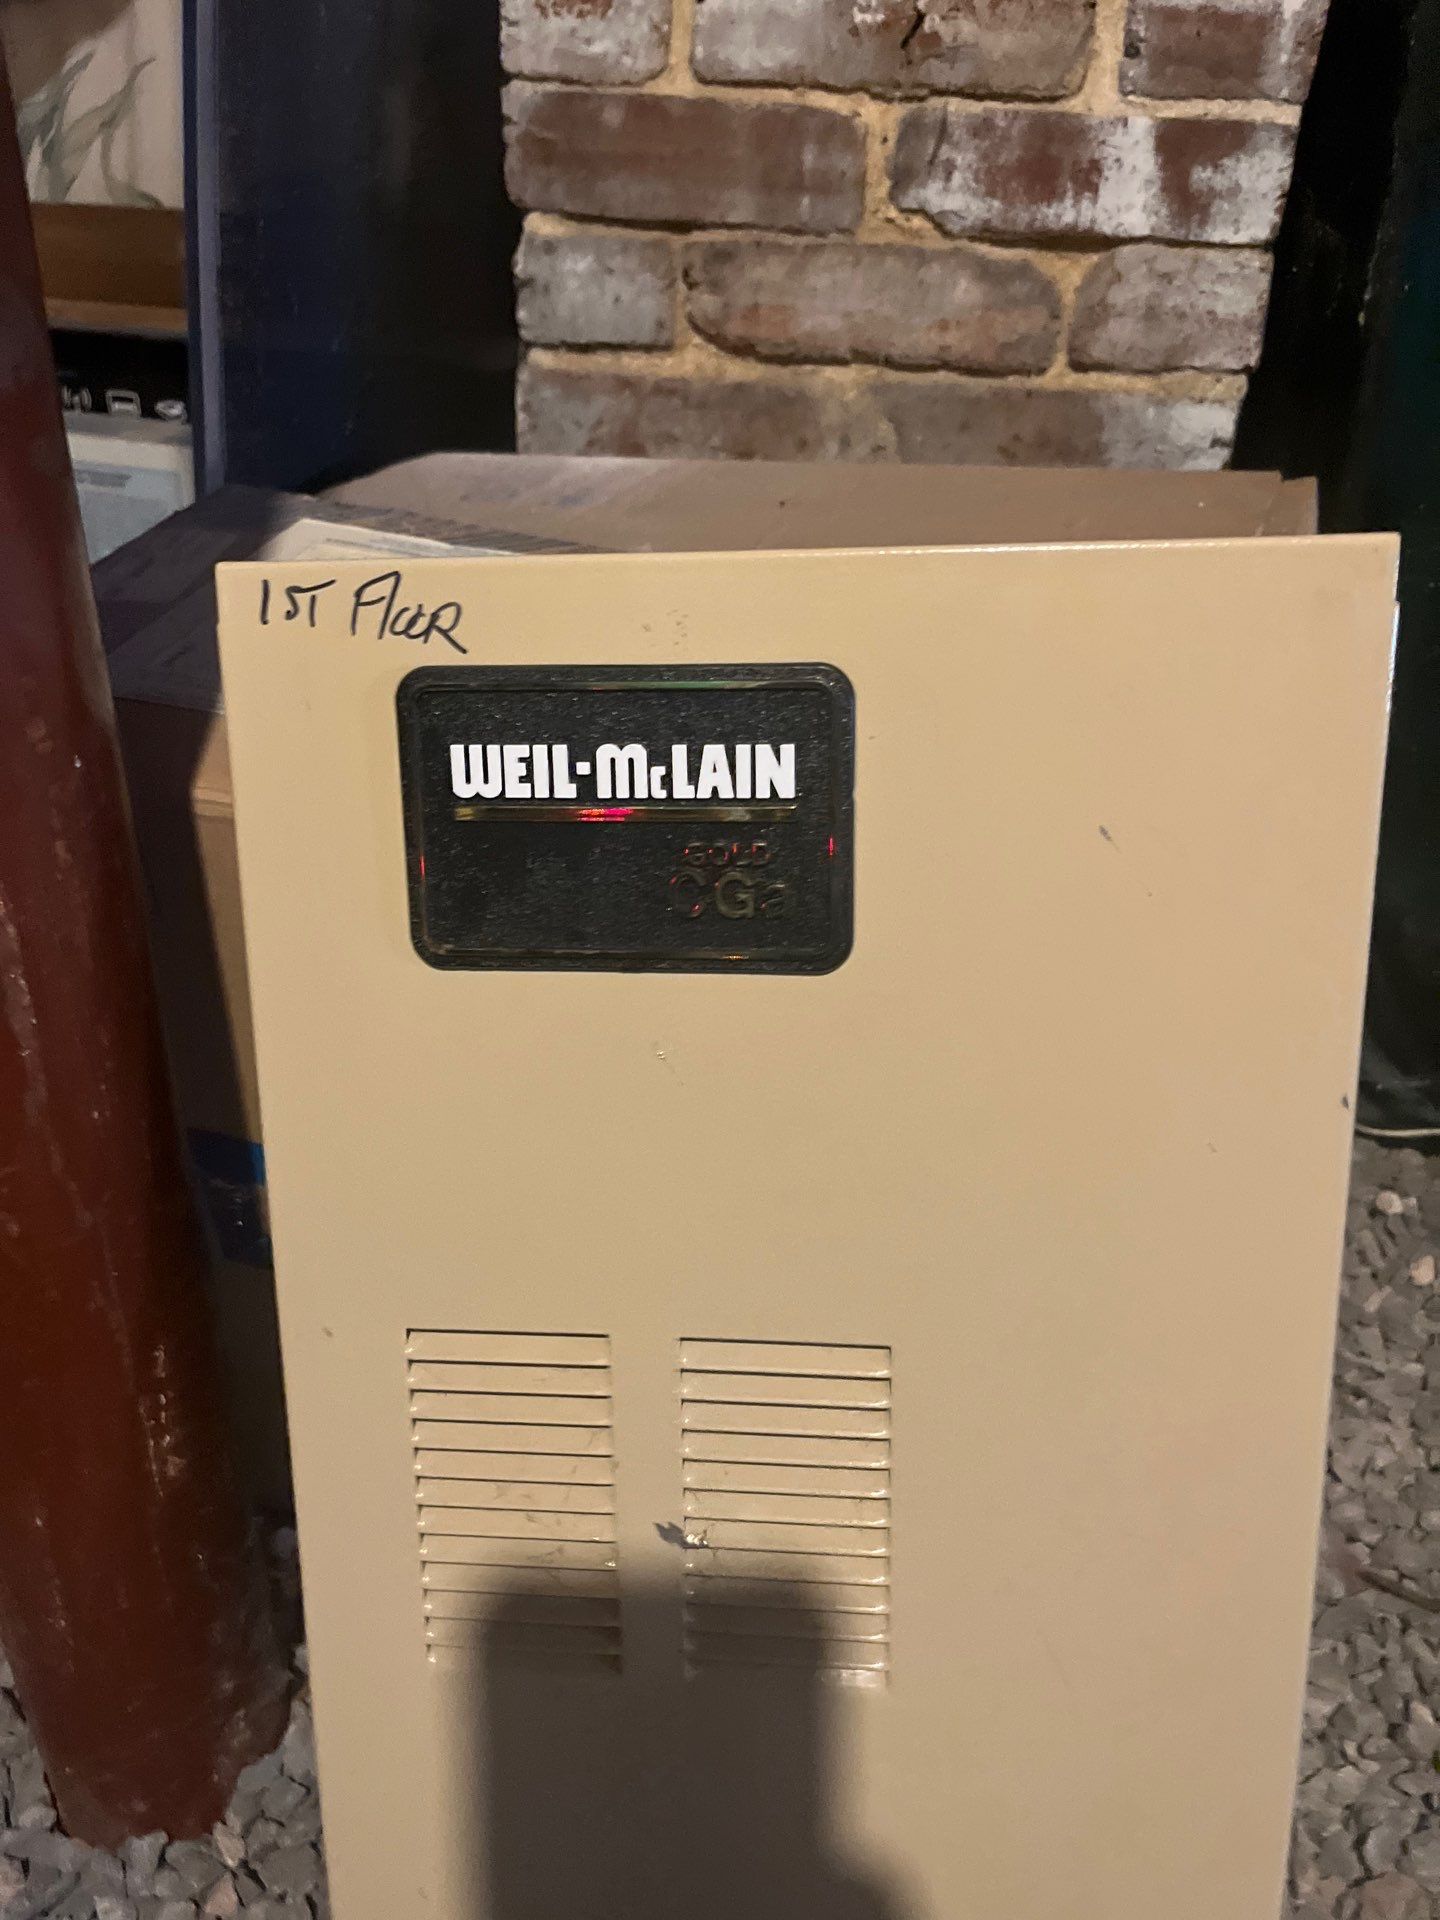 1ST FlooR
WEIL-McLAIN
GOLD
CGa